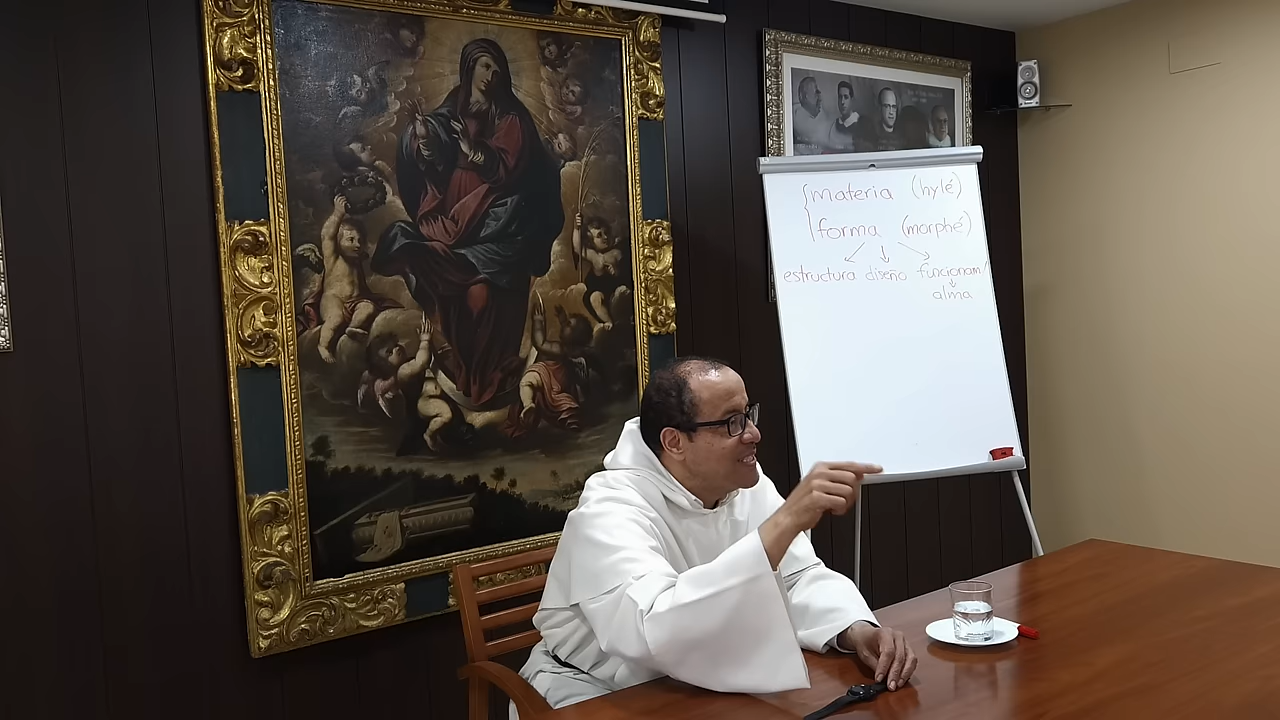 materia (hylé)
forma (morphé)
estructura diseño funcionam/
alma